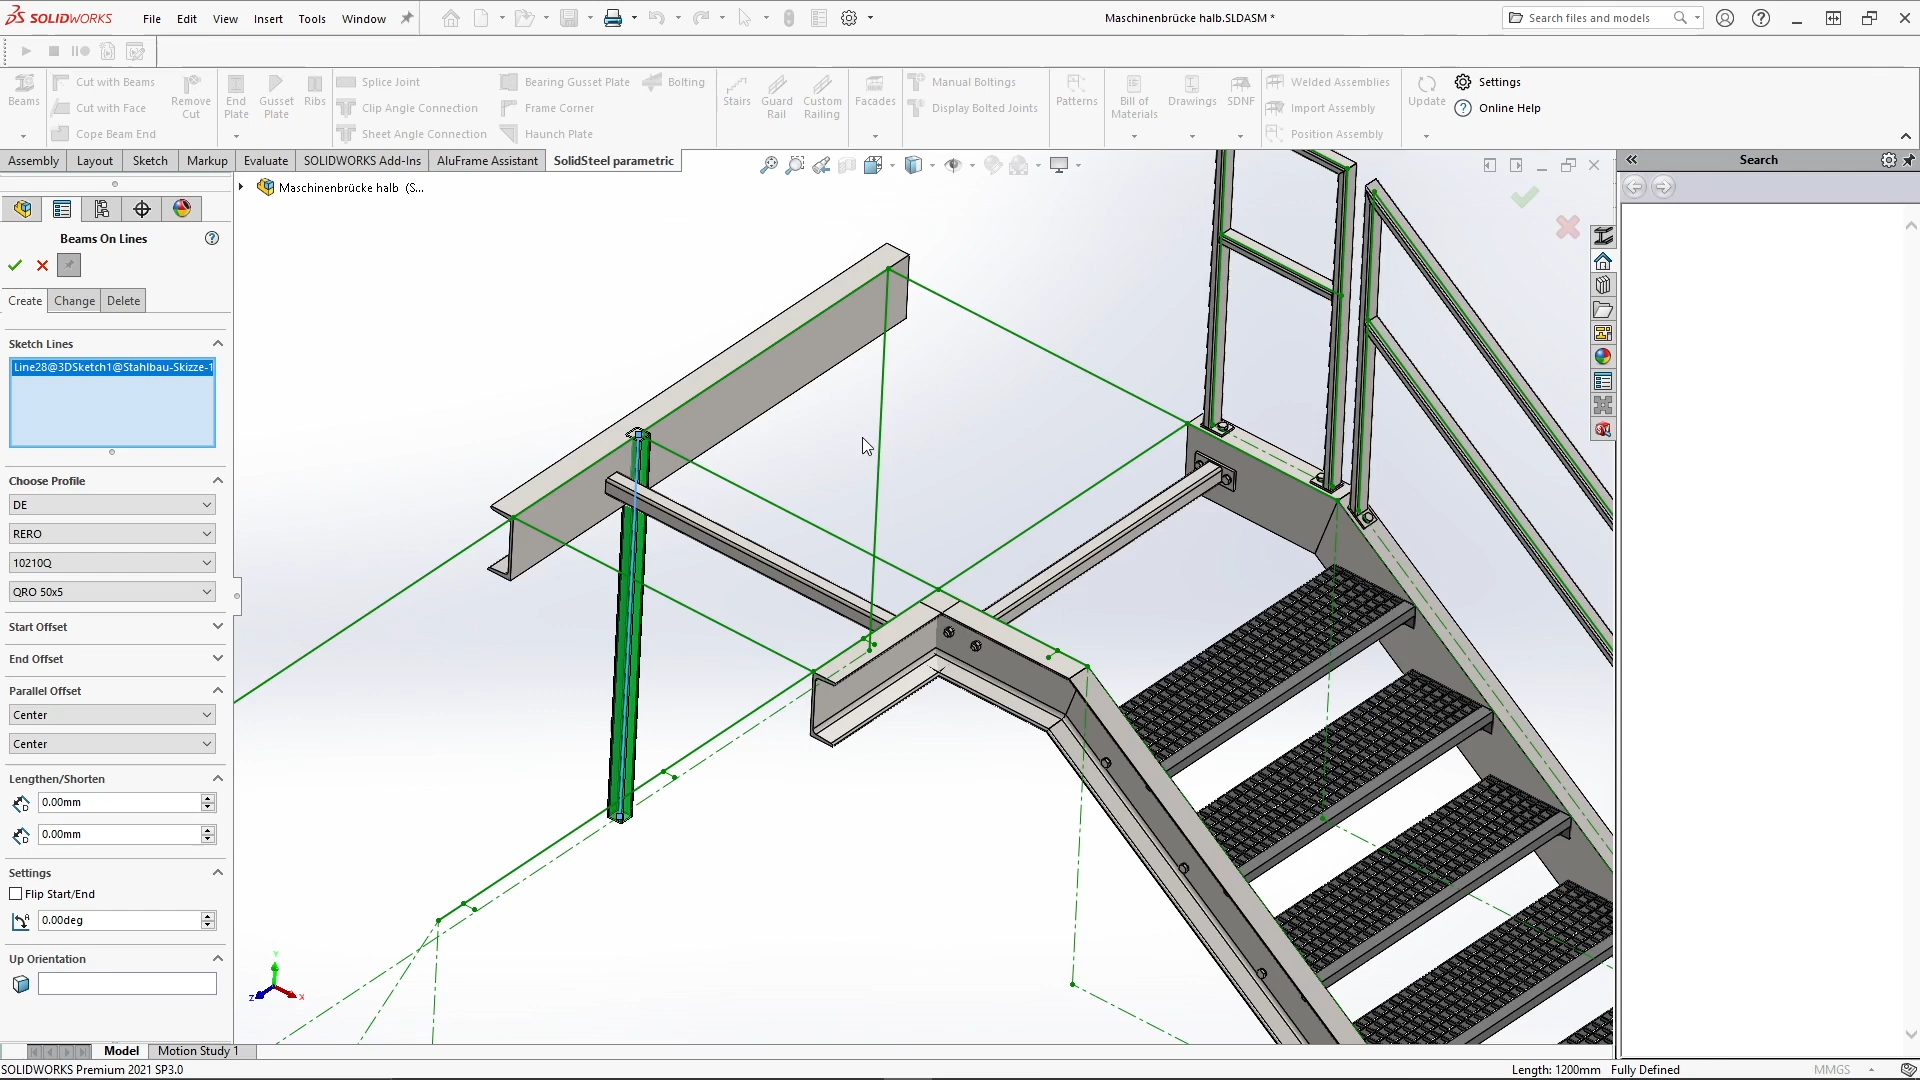 SOLIDWORKS File Edit View Insert Tools Window Maschinenbrücke halb.SLDASM * Search files and models
Beams Cut with Beams Cut with Face Cope Beam End Remove Cut End Plate Gusset Plate Ribs Splice Joint Clip Angle Connection Sheet Angle Connection Bearing Gusset Plate Frame Corner Haunch Plate Bolting Stairs Guard Rail Custom Railing Facades Manual Boltings Display Bolted Joints Patterns Bill of Materials Drawings SDNF Welded Assemblies Import Assembly Position Assembly Update Settings Online Help
Assembly Layout Sketch Markup Evaluate SOLIDWORKS Add-Ins AluFrame Assistant SolidSteel parametric
Search
Maschinenbrücke halb (S...
Beams On Lines
Create Change Delete
Sketch Lines
Line28@3DSketch1@Stahlbau-Skizze-1
Choose Profile
DE
RERO
10210Q
QRO 50x5
Start Offset
End Offset
Parallel Offset
Center
Center
Lengthen/Shorten
0.00mm
0.00mm
Settings
Flip Start/End
0.00deg
Up Orientation
Y
Z X
Model Motion Study 1
SOLIDWORKS Premium 2021 SP3.0 Length: 1200mm Fully Defined MMGS